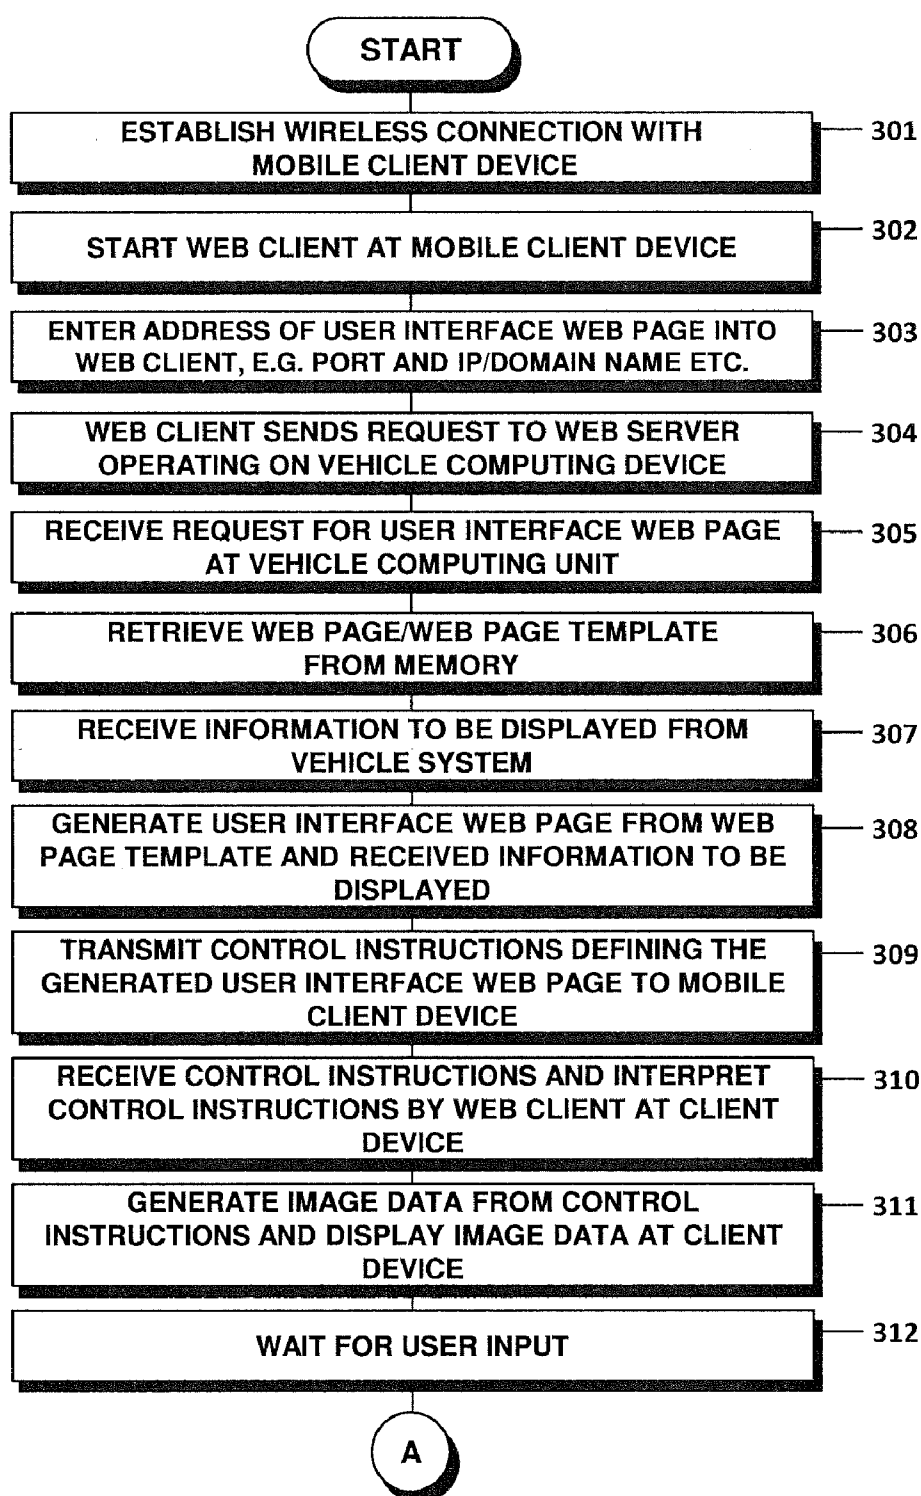 START
ESTABLISH WIRELESS CONNECTION WITH
MOBILE CLIENT DEVICE
301
START WEB CLIENT AT MOBILE CLIENT DEVICE
302
ENTER ADDRESS OF USER INTERFACE WEB PAGE INTO
WEB CLIENT, E.G. PORT AND IP/DOMAIN NAME ETC.
303
WEB CLIENT SENDS REQUEST TO WEB SERVER
OPERATING ON VEHICLE COMPUTING DEVICE
304
RECEIVE REQUEST FOR USER INTERFACE WEB PAGE
AT VEHICLE COMPUTING UNIT
305
RETRIEVE WEB PAGE/WEB PAGE TEMPLATE
FROM MEMORY
306
RECEIVE INFORMATION TO BE DISPLAYED FROM
VEHICLE SYSTEM
307
GENERATE USER INTERFACE WEB PAGE FROM WEB
PAGE TEMPLATE AND RECEIVED INFORMATION TO BE
DISPLAYED
308
TRANSMIT CONTROL INSTRUCTIONS DEFINING THE
GENERATED USER INTERFACE WEB PAGE TO MOBILE
CLIENT DEVICE
309
RECEIVE CONTROL INSTRUCTIONS AND INTERPRET
CONTROL INSTRUCTIONS BY WEB CLIENT AT CLIENT
DEVICE
310
GENERATE IMAGE DATA FROM CONTROL
INSTRUCTIONS AND DISPLAY IMAGE DATA AT CLIENT
DEVICE
311
WAIT FOR USER INPUT
312
A